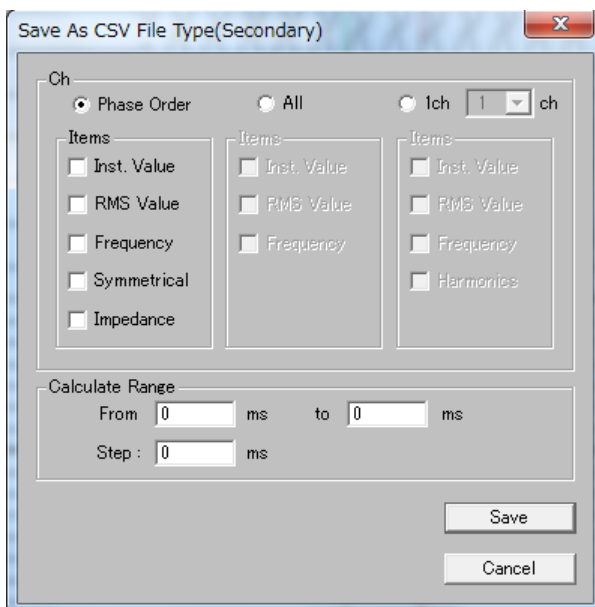 Save As CSV File Type(Secondary)
Ch
Phase Order All 1ch 1 ch
Items Items Items
Inst. Value Inst. Value Inst. Value
RMS Value RMS Value RMS Value
Frequency Frequency Frequency
Symmetrical Harmonics
Impedance
Calculate Range
From 0 ms to 0 ms
Step : 0 ms
Save
Cancel